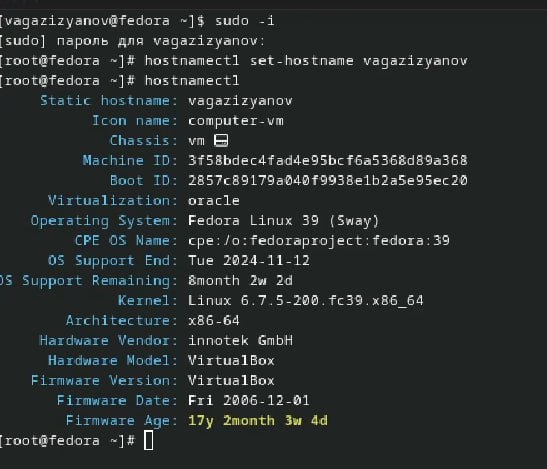 [vagazizyanov@fedora ~]$ sudo -i
[sudo] пароль для vagazizyanov:
[root@fedora ~]# hostnamectl set-hostname vagazizyanov
[root@fedora ~]# hostnamectl
Static hostname: vagazizyanov
Icon name: computer-vm
Chassis: vm 🖴
Machine ID: 3f58bdec4fad4e95bcf6a5368d89a368
Boot ID: 2857c89179a040f9938e1b2a5e95ec20
Virtualization: oracle
Operating System: Fedora Linux 39 (Sway)
CPE OS Name: cpe:/o:fedoraproject:fedora:39
OS Support End: Tue 2024-11-12
OS Support Remaining: 8month 2w 2d
Kernel: Linux 6.7.5-200.fc39.x86_64
Architecture: x86-64
Hardware Vendor: innotek GmbH
Hardware Model: VirtualBox
Firmware Version: VirtualBox
Firmware Date: Fri 2006-12-01
Firmware Age: 17y 2month 3w 4d
[root@fedora ~]#